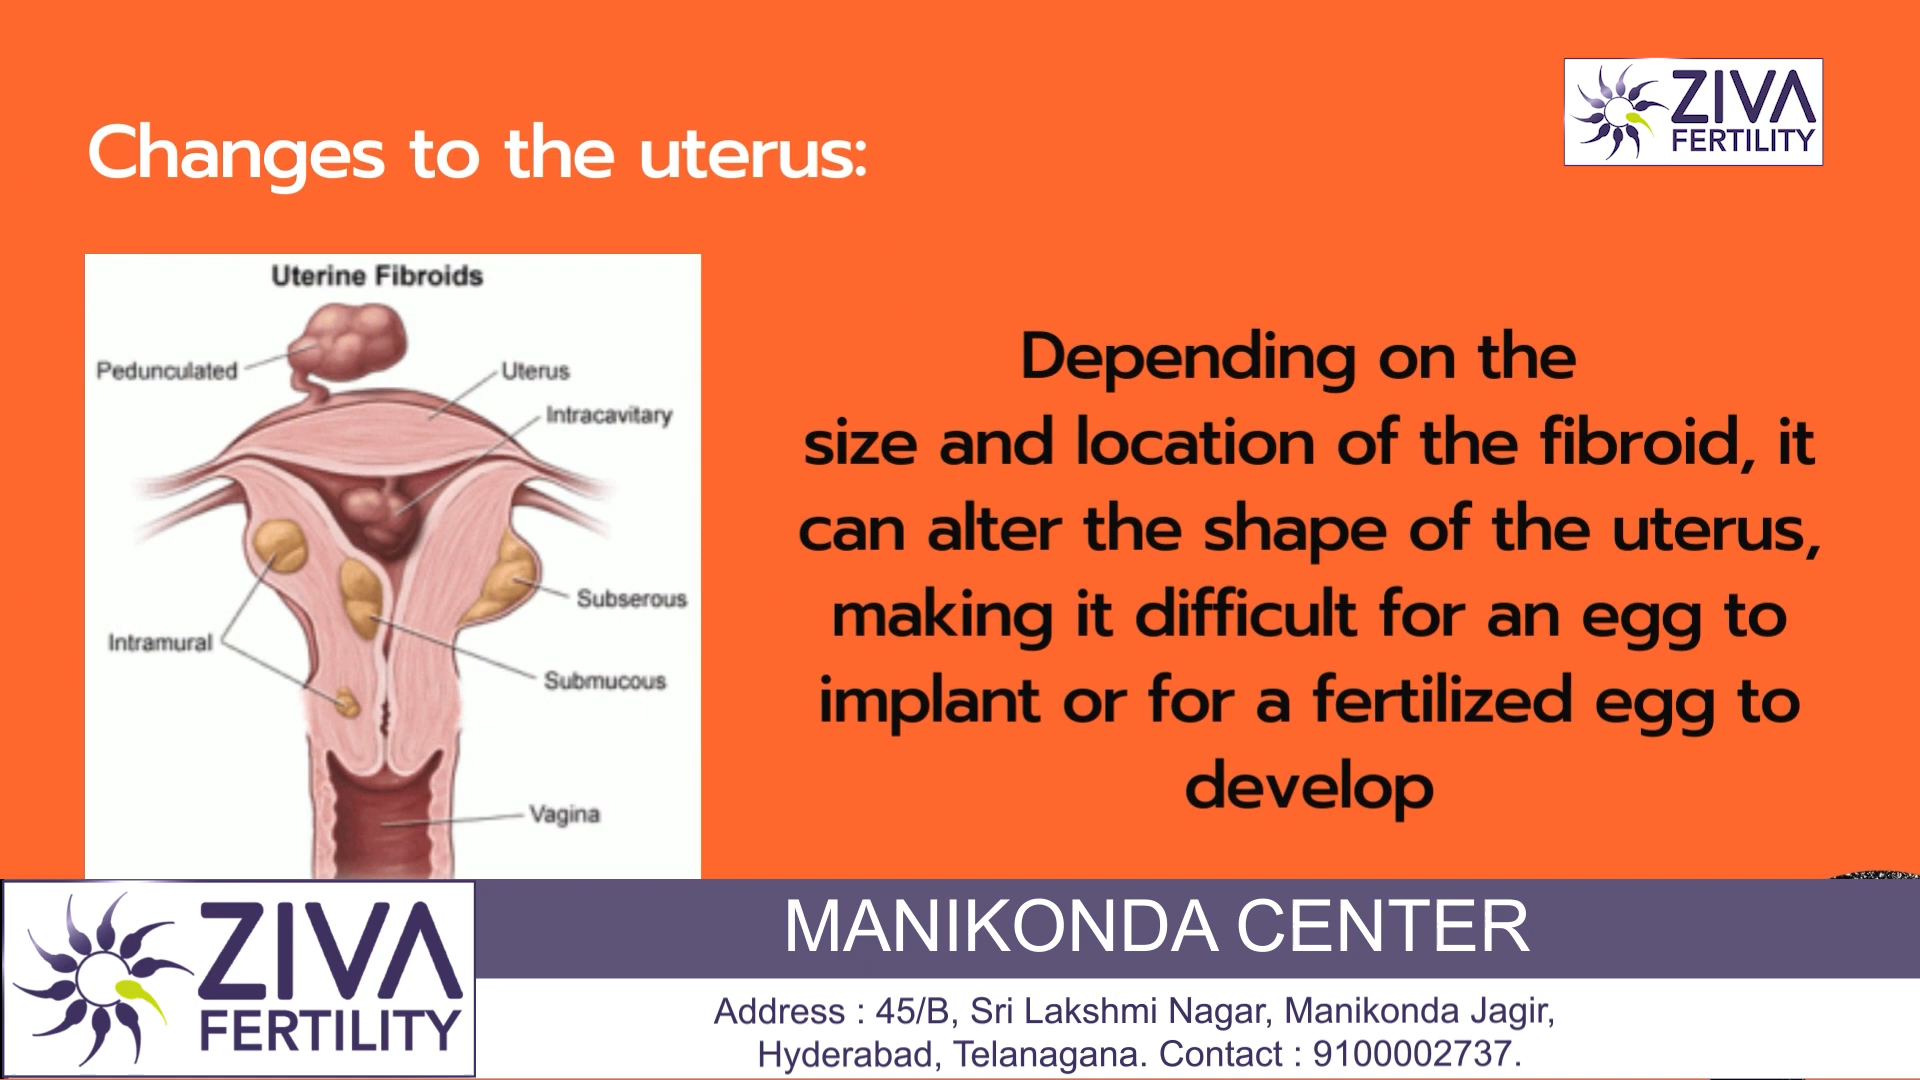 ZIVA
FERTILITY
Changes to the uterus:
Uterine Fibroids
Pedunculated
Uterus
Intracavitary
Subserous
Intramural
Submucous
Vagina
Depending on the
size and location of the fibroid, it
can alter the shape of the uterus,
making it difficult for an egg to
implant or for a fertilized egg to
develop
ZIVA
FERTILITY
MANIKONDA CENTER
Address : 45/B, Sri Lakshmi Nagar, Manikonda Jagir,
Hyderabad, Telanagana. Contact : 9100002737.